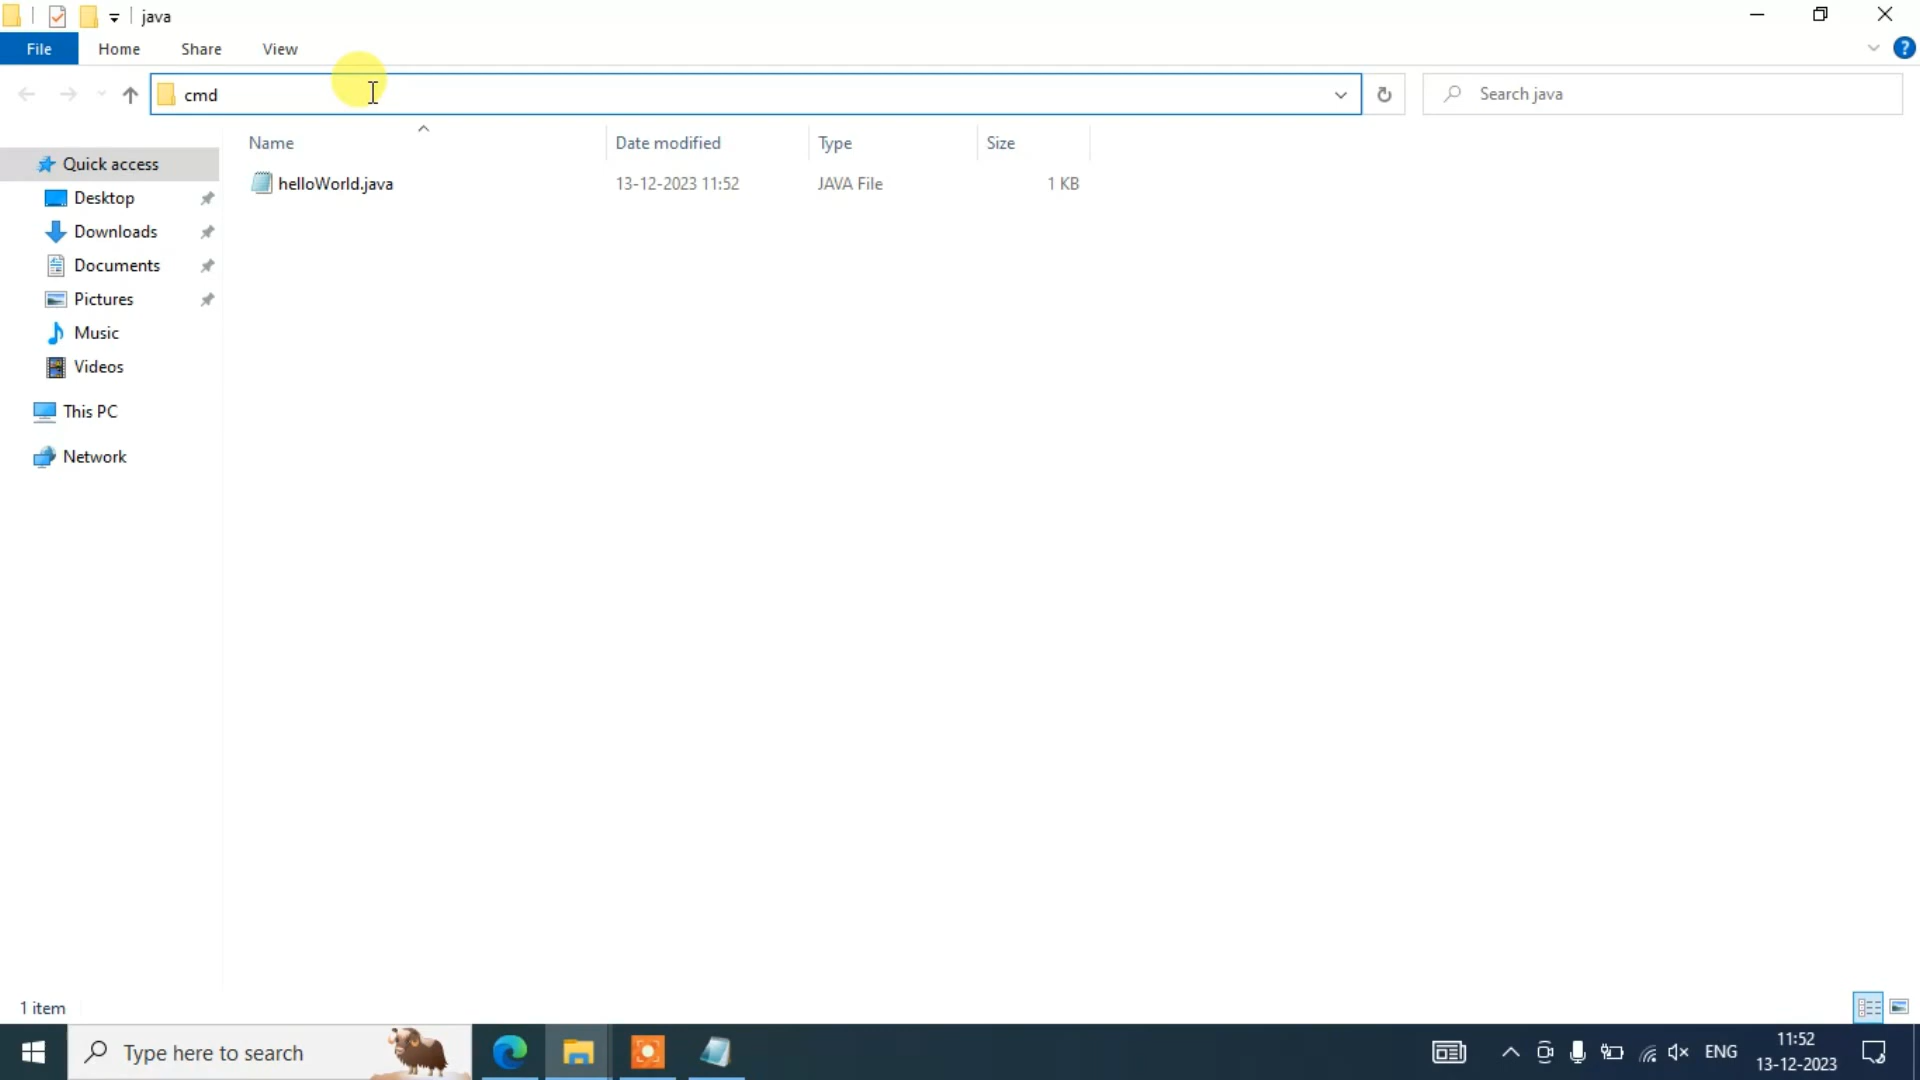 java
File Home Share View
cmd
Search java
Name Date modified Type Size
helloWorld.java 13-12-2023 11:52 JAVA File 1 KB
Quick access
Desktop
Downloads
Documents
Pictures
Music
Videos
This PC
Network
1 item
Type here to search
ENG
11:52
13-12-2023